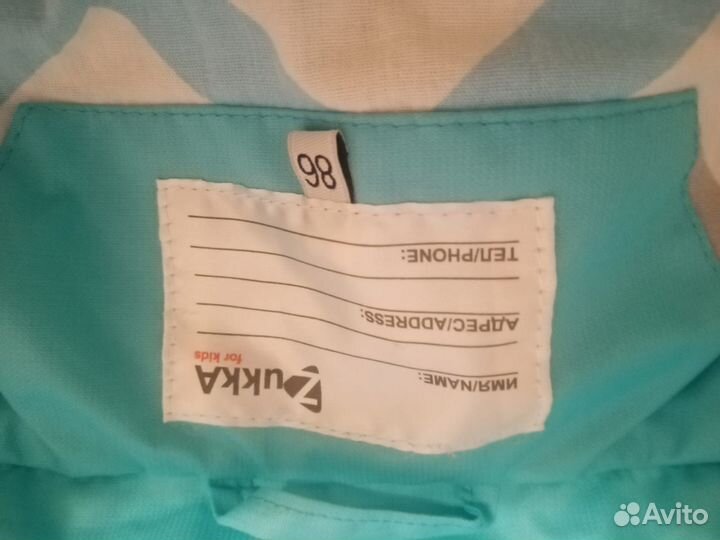 ZukkA
for kids
ИМЯ/NAME:
АДРЕС/ADDRESS:
ТЕЛ/PHONE:
98
Avito